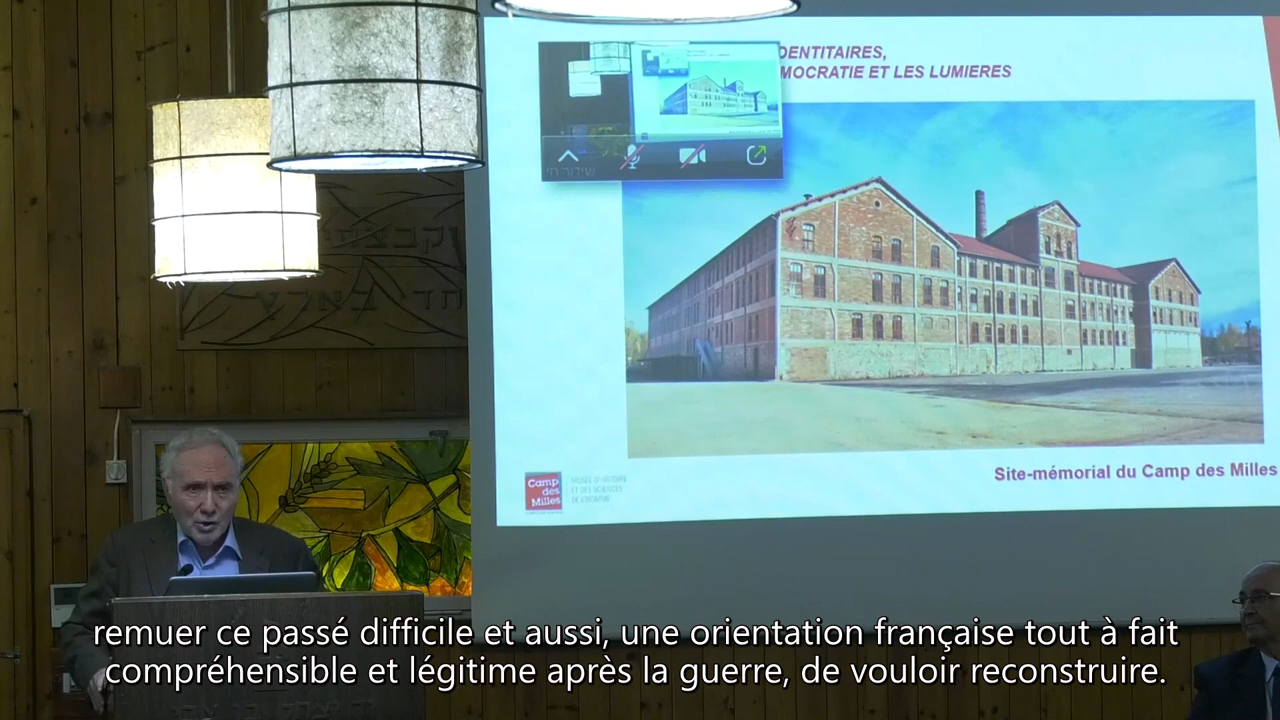 DENTITAIRES,
MOCRATIE ET LES LUMIERES
שידור חי
Site-mémorial du Camp des Milles
Camp
des
Milles
MUSÉE D'HISTOIRE
ET DES SCIENCES
DE L'HOMME
remuer ce passé difficile et aussi, une orientation française tout à fait
compréhensible et légitime après la guerre, de vouloir reconstruire.